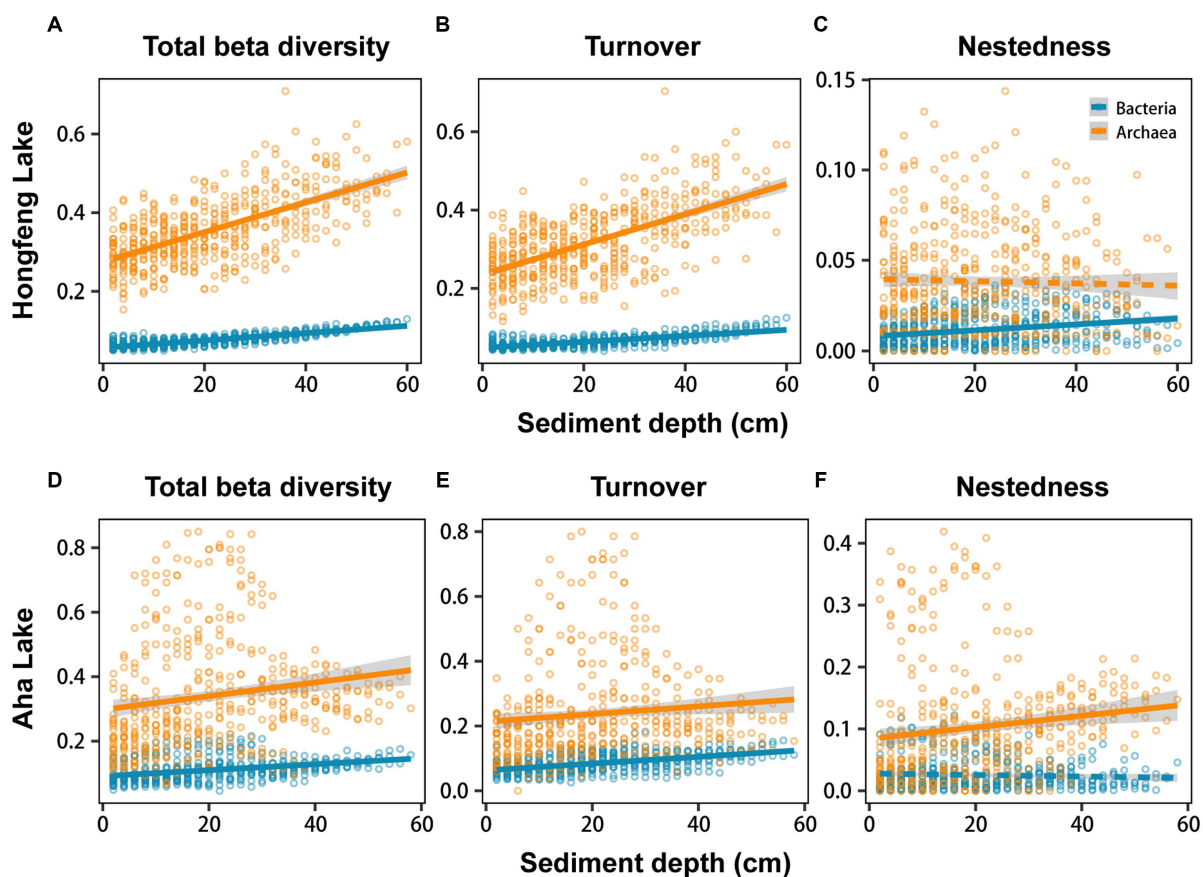 A
Total beta diversity
B
Turnover
C
Nestedness
Hongfeng Lake
0.6
0.4
0.2
0
20
40
60
0.6
0.4
0.2
0
20
40
60
0.15
0.10
0.05
0.00
0
20
40
60
Bacteria
Archaea
Sediment depth (cm)
D
Total beta diversity
E
Turnover
F
Nestedness
Aha Lake
0.8
0.6
0.4
0.2
0
20
40
60
0.8
0.6
0.4
0.2
0.0
0
20
40
60
0.4
0.3
0.2
0.1
0.0
0
20
40
60
Sediment depth (cm)